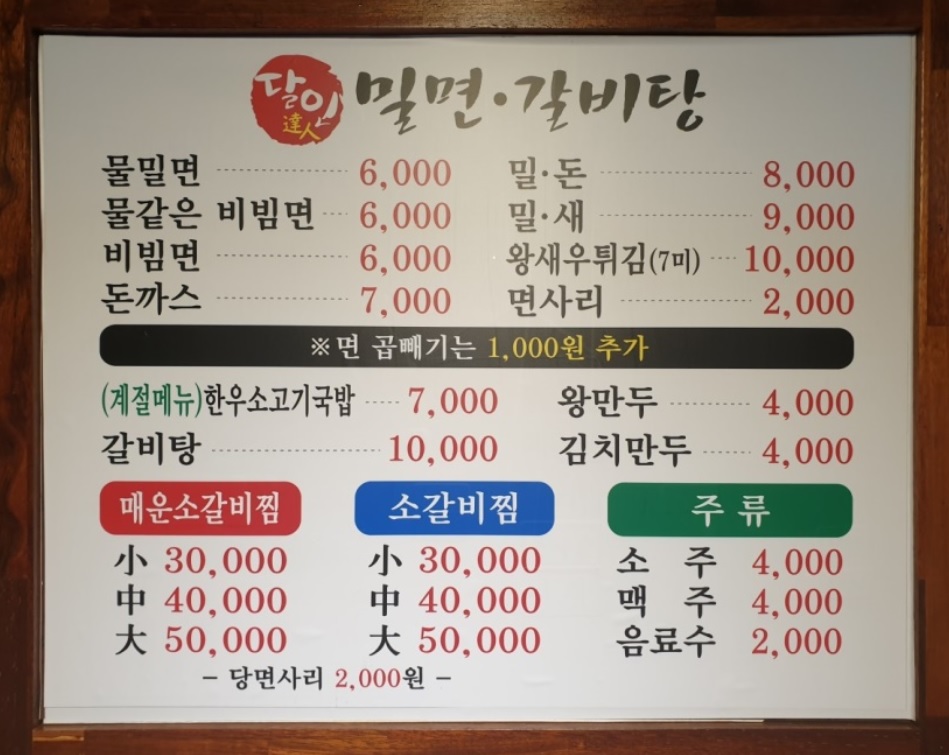 달인 達人 밀면·갈비탕
물밀면 6,000 밀·돈 8,000
물같은 비빔면 6,000 밀·새 9,000
비빔면 6,000 왕새우튀김(7미) 10,000
돈까스 7,000 면사리 2,000
※면 곱빼기는 1,000원 추가
(계절메뉴)한우소고기국밥 7,000 왕만두 4,000
갈비탕 10,000 김치만두 4,000
매운소갈비찜 소갈비찜 주류
小 30,000 小 30,000 소 주 4,000
中 40,000 中 40,000 맥 주 4,000
大 50,000 大 50,000 음료수 2,000
- 당면사리 2,000원 -